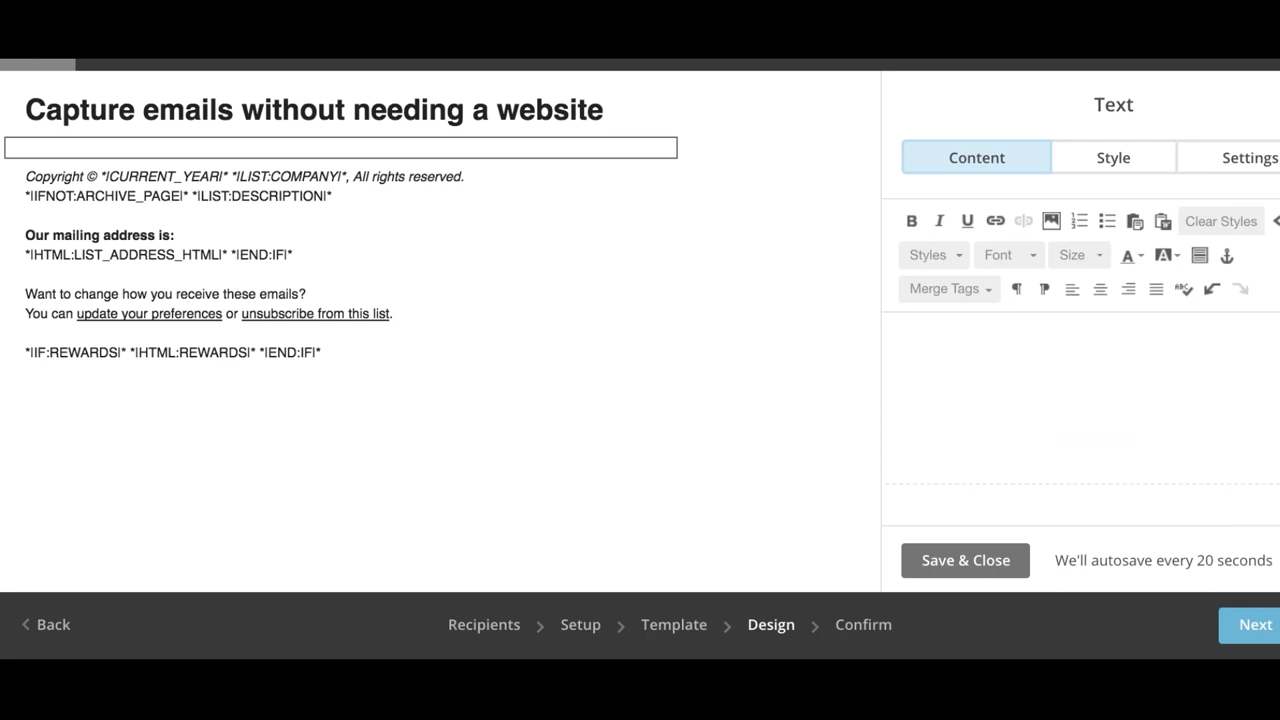 Capture emails without needing a website
Copyright © *|CURRENT_YEAR|* *|LIST:COMPANY|*, All rights reserved.
*|IFNOT:ARCHIVE_PAGE|* *|LIST:DESCRIPTION|*
Our mailing address is:
*|HTML:LIST_ADDRESS_HTML|* *|END:IF|*
Want to change how you receive these emails?
You can update your preferences or unsubscribe from this list.
*|IF:REWARDS|* *|HTML:REWARDS|* *|END:IF|*
Text
Content Style Settings
B I U Clear Styles
Styles Font Size A A
Merge Tags ABC
Save & Close We'll autosave every 20 seconds
Back Recipients Setup Template Design Confirm Next